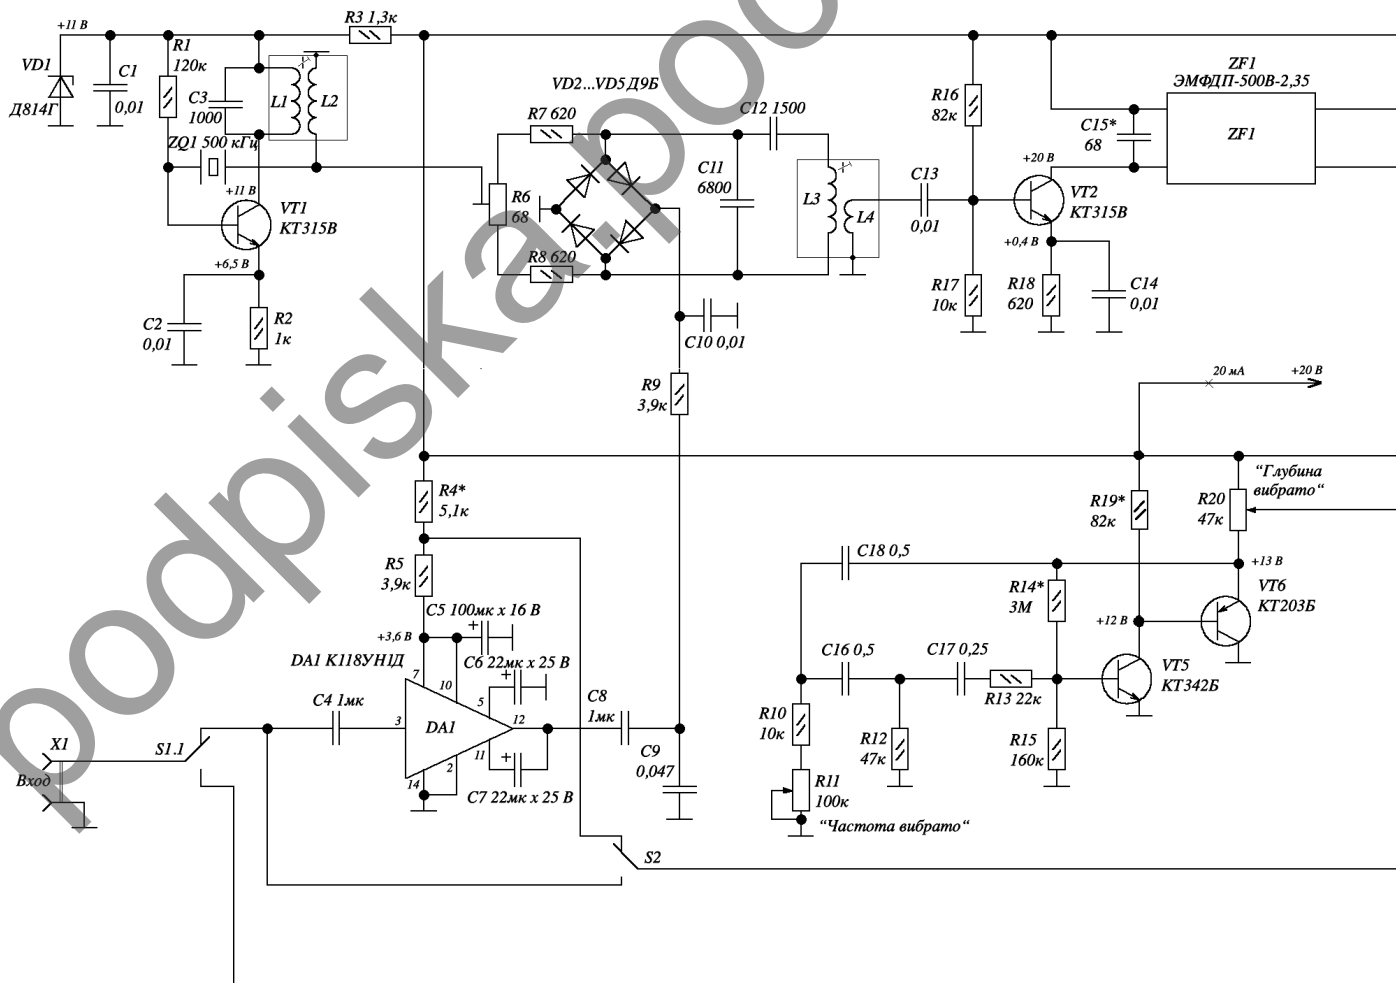 +11 В
R3 1,3к
VD1
Д814Г
C1
0,01
R1
120к
C3
1000
L1
L2
ZQ1 500 кГц
+11 В
VT1
КТ315В
+6,5 В
C2
0,01
R2
1к
VD2...VD5 Д9Б
R7 620
R6
68
R8 620
C11
6800
C12 1500
L3
L4
C13
0,01
C10 0,01
R9
3,9к
R16
82к
R17
10к
+20 В
VT2
КТ315В
+0,4 В
R18
620
C14
0,01
C15*
68
ZF1
ЭМФДП-500В-2,35
ZF1
20 мА
+20 В
R4*
5,1к
R5
3,9к
C5 100мк х 16 В
+
+3,6 В
DA1 К118УН1Д
C6 22мк х 25 В
+
7
10
5
C4 1мк
3
DA1
12
11
2
14
+
C7 22мк х 25 В
C8
1мк
C9
0,047
X1
Вход
S1.1
S2
R19*
82к
R20
47к
“Глубина
вибрато“
C18 0,5
+13 В
R14*
3М
VT6
КТ203Б
+12 В
C16 0,5
C17 0,25
R13 22к
VT5
КТ342Б
R10
10к
R12
47к
R15
160к
R11
100к
“Частота вибрато“
podpiska.po